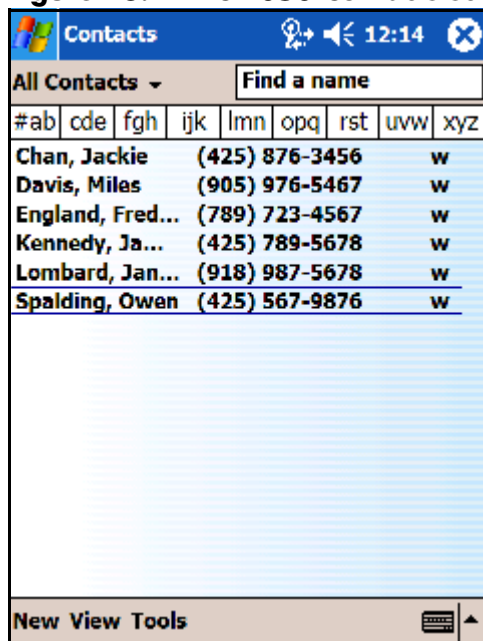 Contacts 12:14
All Contacts
Find a name
#ab cde fgh ijk lmn opq rst uvw xyz
Chan, Jackie (425) 876-3456 w
Davis, Miles (905) 976-5467 w
England, Fred... (789) 723-4567 w
Kennedy, Ja... (425) 789-5678 w
Lombard, Jan... (918) 987-5678 w
Spalding, Owen (425) 567-9876 w
New View Tools